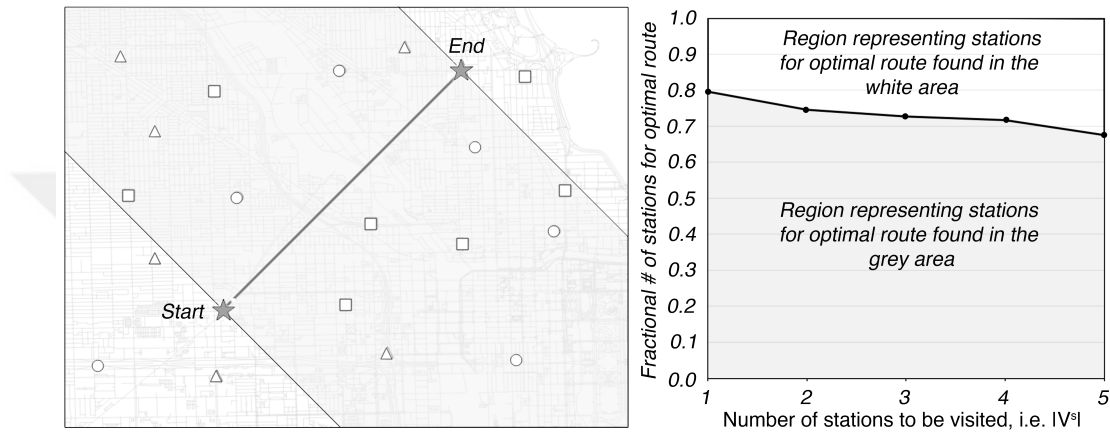 End
Start
Fractional # of stations for optimal route
1.0
0.9
0.8
0.7
0.6
0.5
0.4
0.3
0.2
0.1
0.0
Region representing stations
for optimal route found in the
white area
Region representing stations
for optimal route found in the
grey area
1 2 3 4 5
Number of stations to be visited, i.e. |Vˢ|